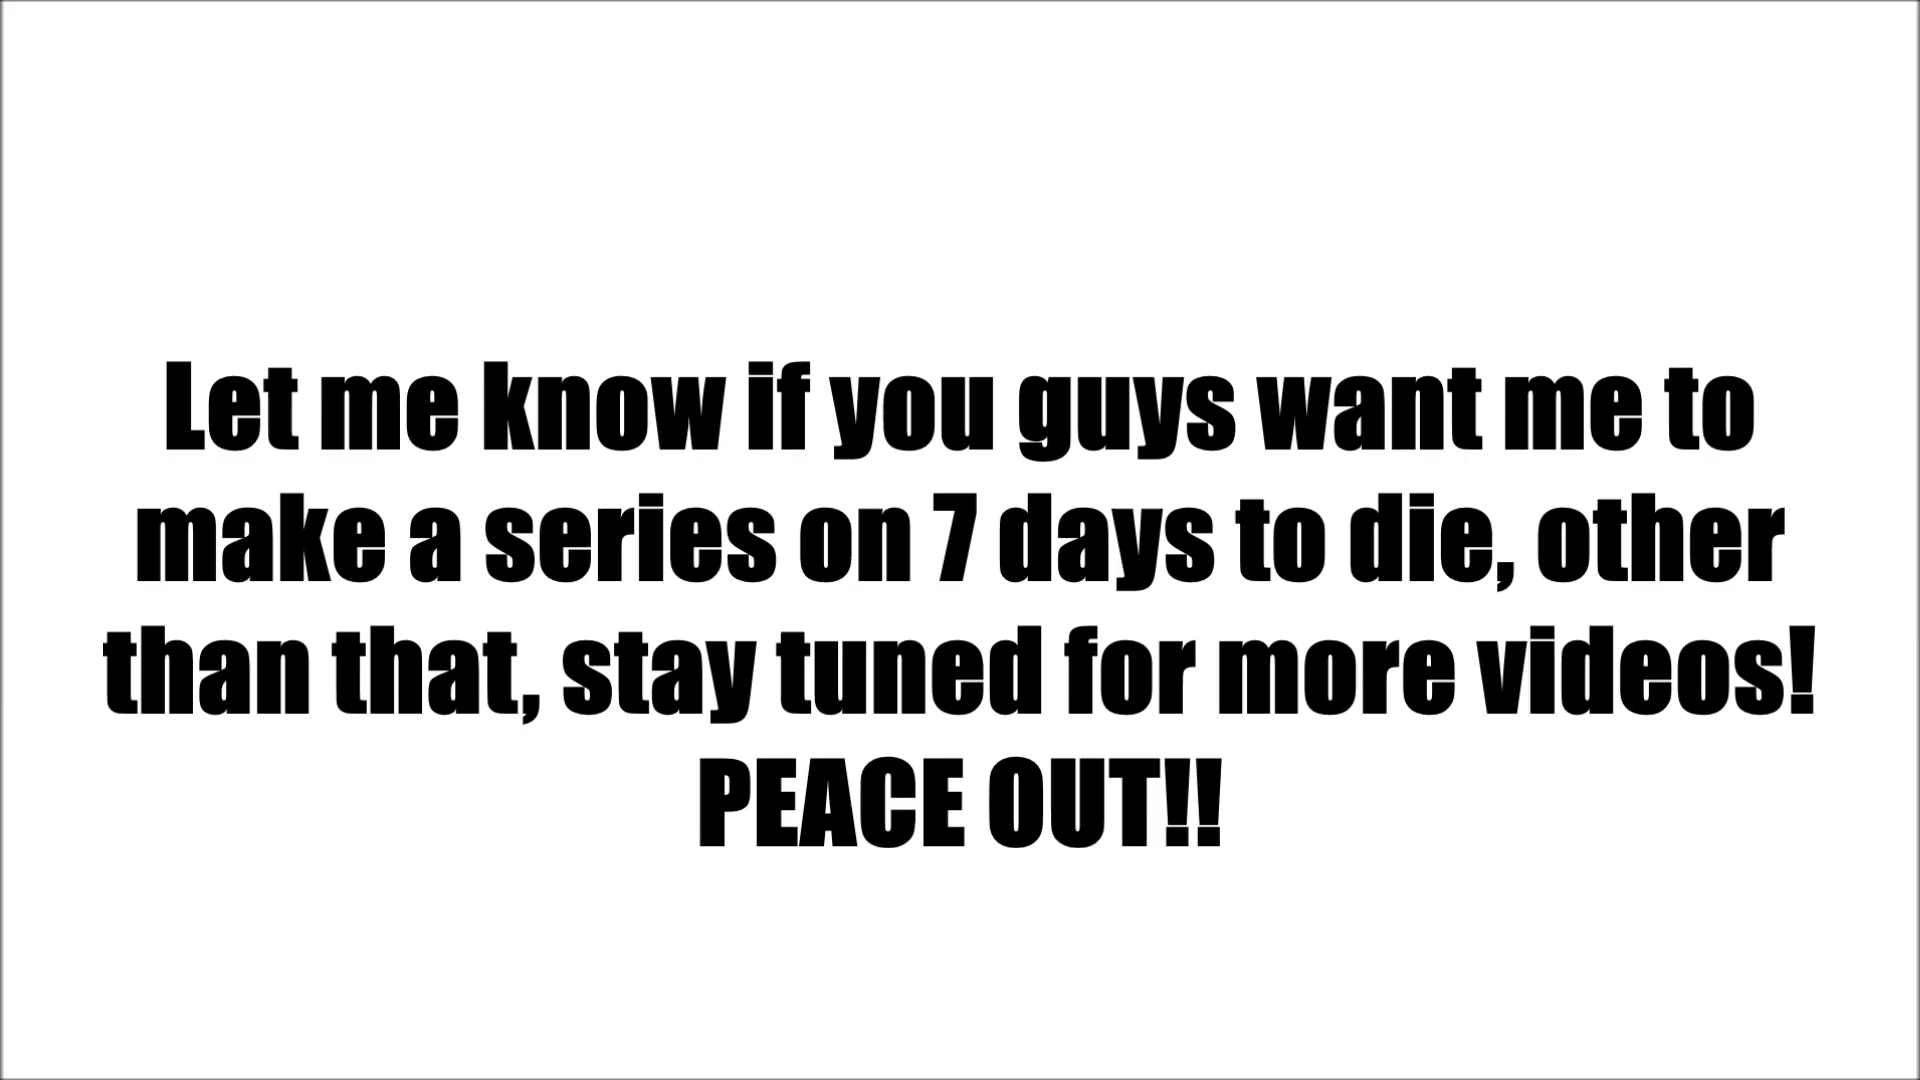 Let me know if you guys want me to
make a series on 7 days to die, other
than that, stay tuned for more videos!
PEACE OUT!!